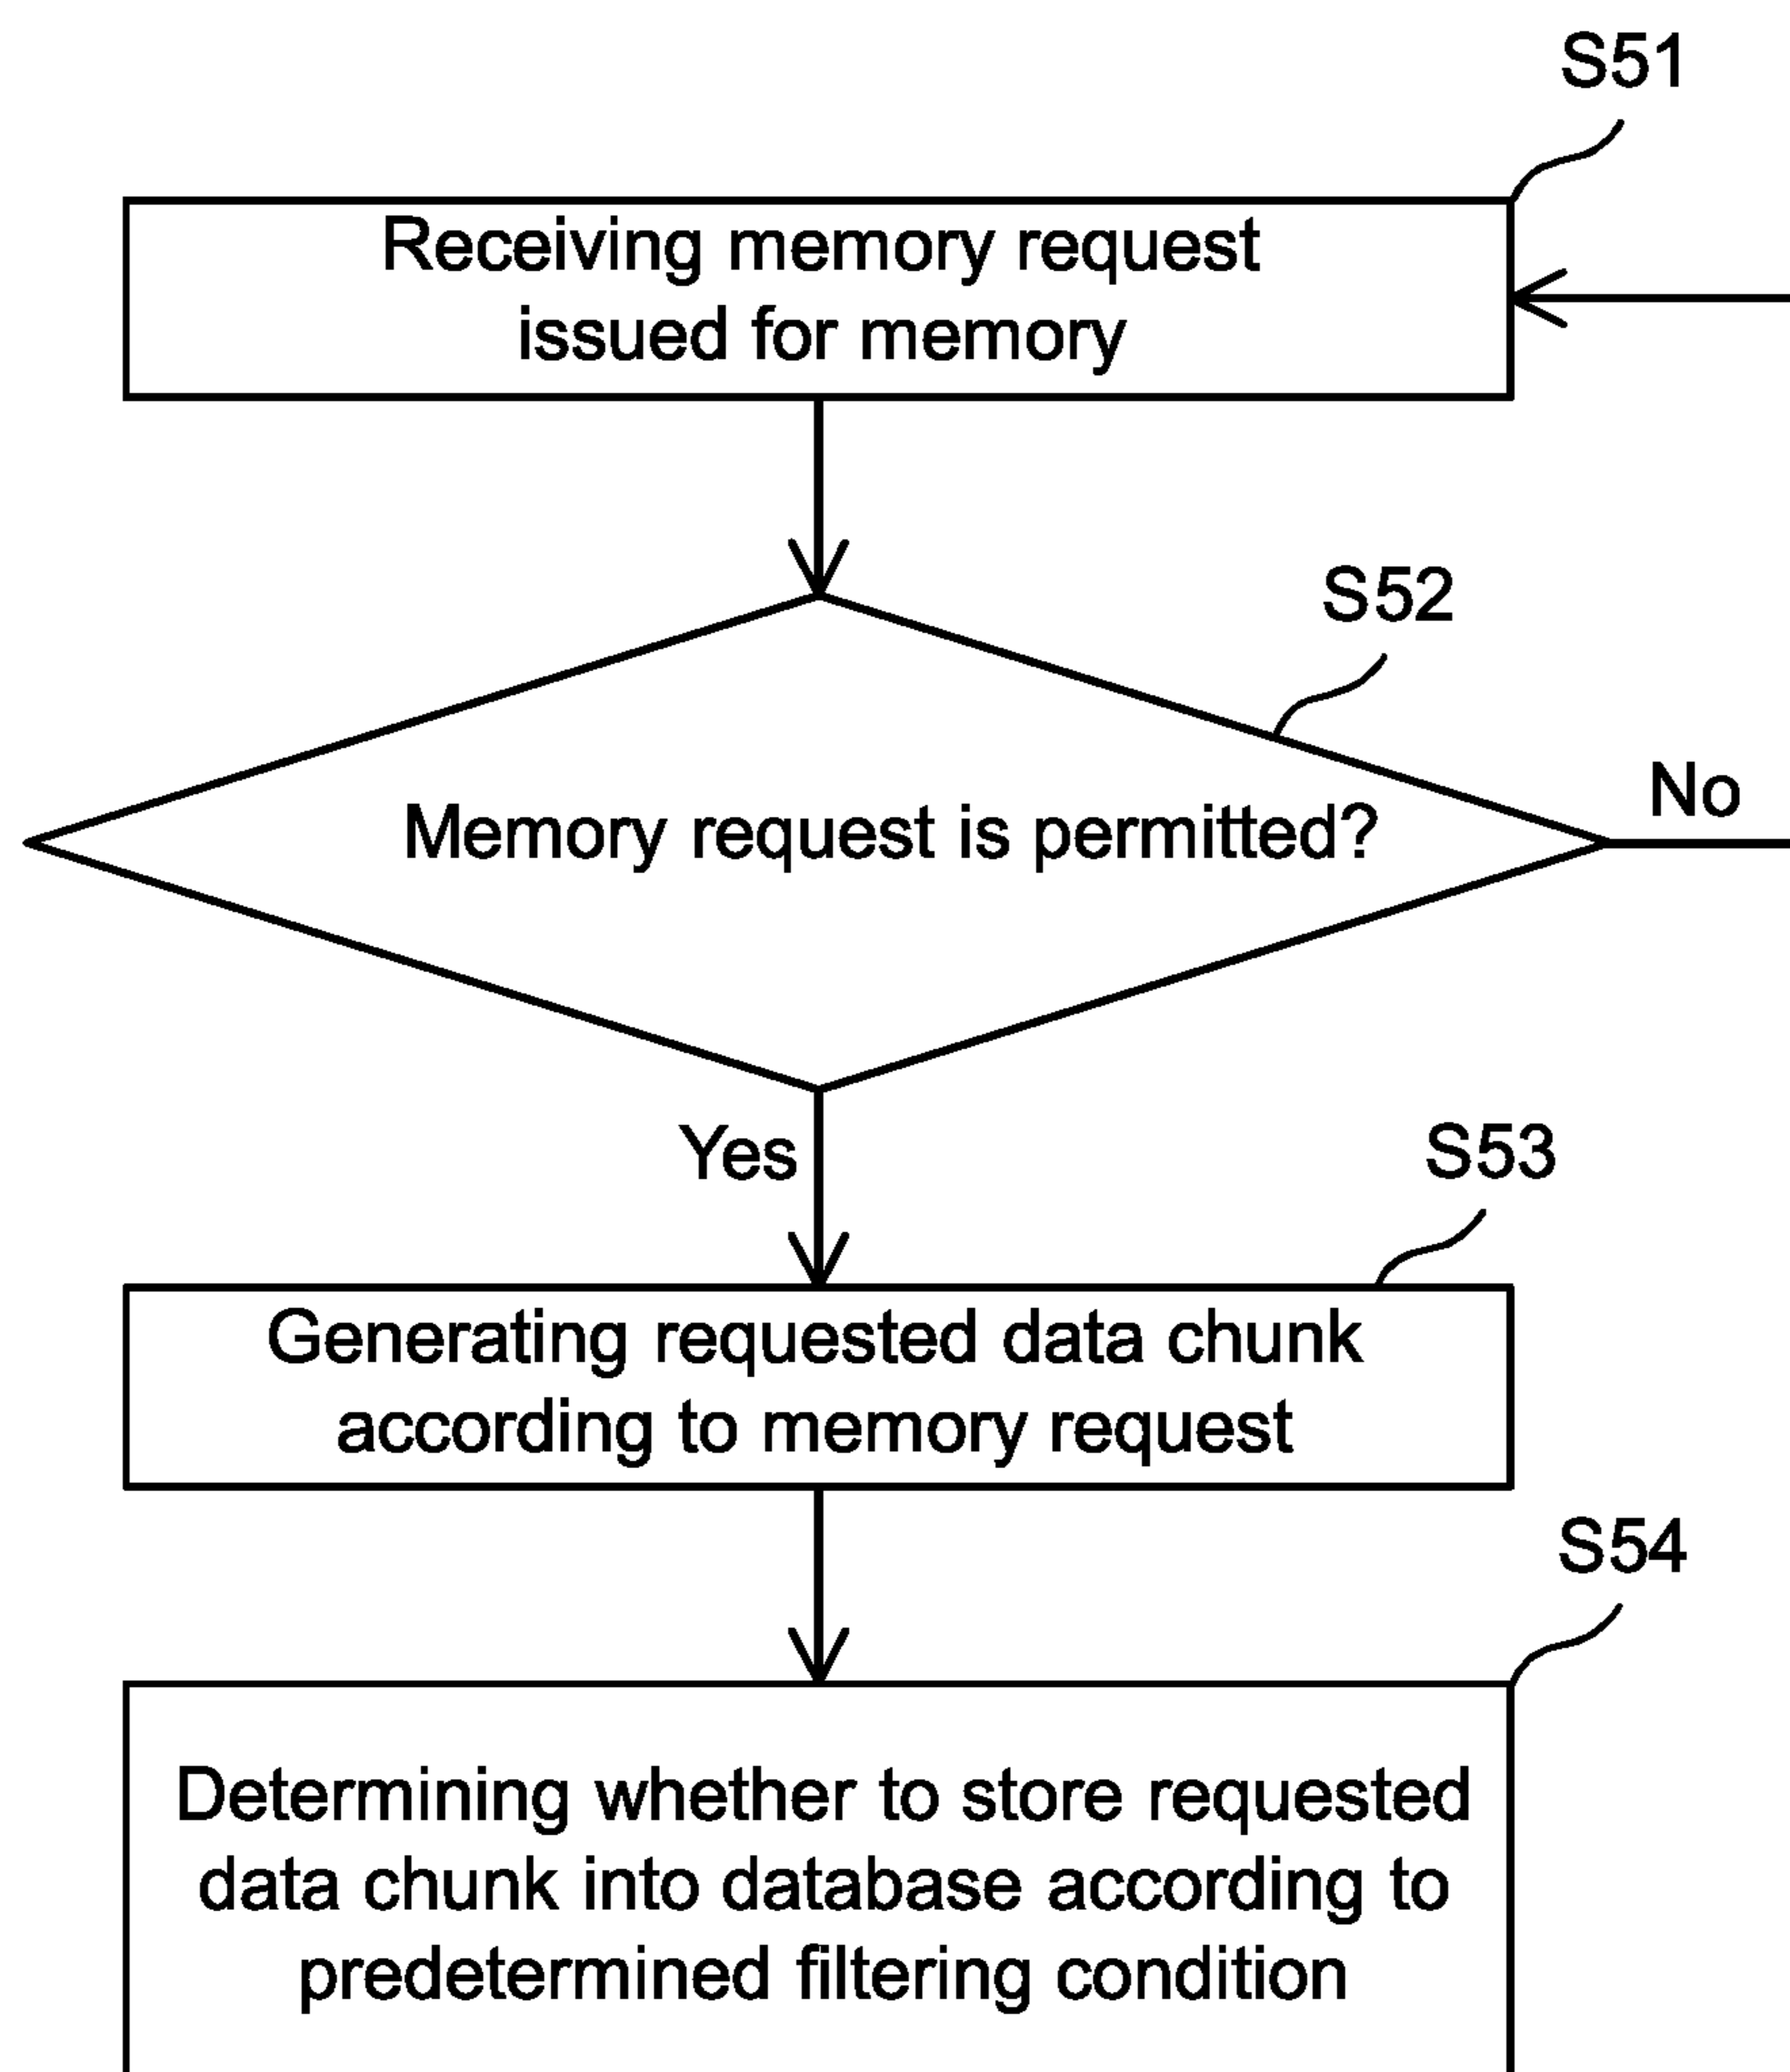 S51
Receiving memory request
issued for memory
S52
Memory request is permitted?
No
Yes
S53
Generating requested data chunk
according to memory request
S54
Determining whether to store requested
data chunk into database according to
predetermined filtering condition